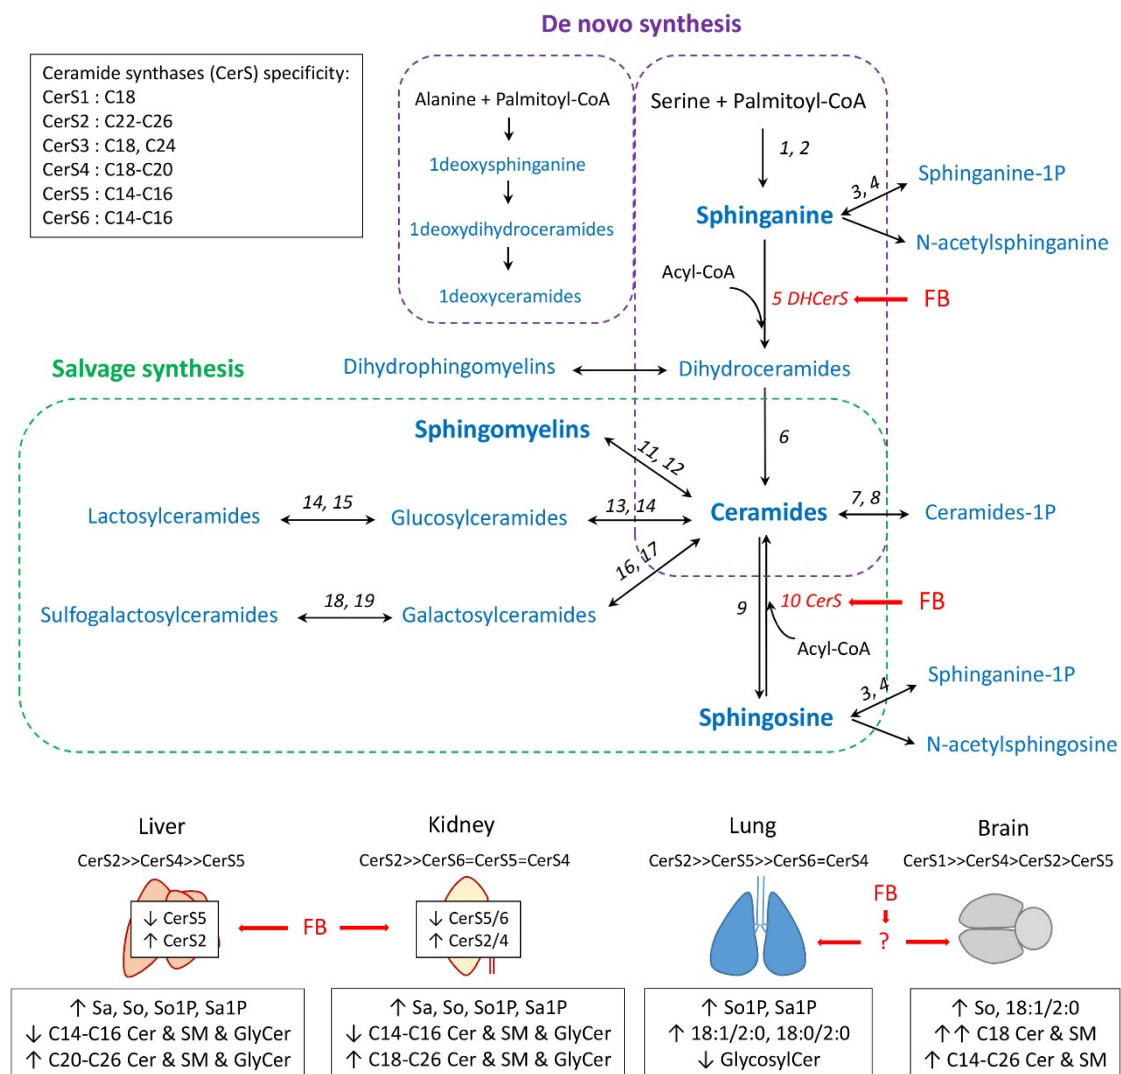 De novo synthesis
Ceramide synthases (CerS) specificity:
CerS1 : C18
CerS2 : C22-C26
CerS3 : C18, C24
CerS4 : C18-C20
CerS5 : C14-C16
CerS6 : C14-C16
Alanine + Palmitoyl-CoA
1deoxysphinganine
1deoxydihydroceramides
1deoxyceramides
Serine + Palmitoyl-CoA
1, 2
Sphinganine
3, 4
Sphinganine-1P
N-acetylsphinganine
Acyl-CoA
5 DHCerS
FB
Dihydrophingomyelins
Dihydroceramides
Salvage synthesis
6
Sphingomyelins
11, 12
Lactosylceramides
14, 15
Glucosylceramides
13, 14
Ceramides
7, 8
Ceramides-1P
16, 17
Sulfogalactosylceramides
18, 19
Galactosylceramides
9
10 CerS
FB
Acyl-CoA
Sphingosine
3, 4
Sphinganine-1P
N-acetylsphingosine
Liver
CerS2>>CerS4>>CerS5
↓ CerS5
↑ CerS2
FB
↑ Sa, So, So1P, Sa1P
↓ C14-C16 Cer & SM & GlyCer
↑ C20-C26 Cer & SM & GlyCer
Kidney
CerS2>>CerS6=CerS5=CerS4
↓ CerS5/6
↑ CerS2/4
↑ Sa, So, So1P, Sa1P
↓ C14-C16 Cer & SM & GlyCer
↑ C18-C26 Cer & SM & GlyCer
Lung
CerS2>>CerS5>>CerS6=CerS4
↑ So1P, Sa1P
↑ 18:1/2:0, 18:0/2:0
↓ GlycosylCer
FB
?
Brain
CerS1>>CerS4>CerS2>CerS5
↑ So, 18:1/2:0
↑↑ C18 Cer & SM
↑ C14-C26 Cer & SM